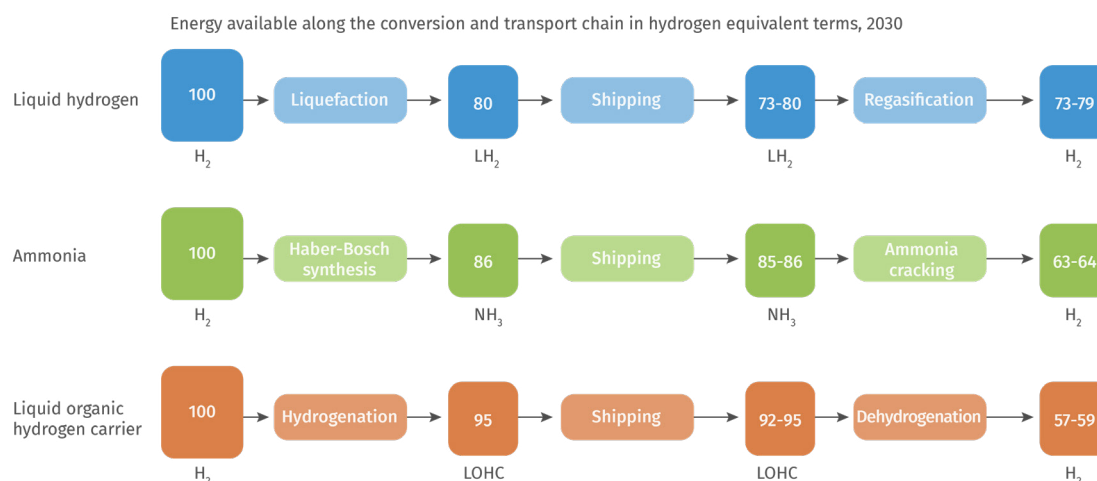 Energy available along the conversion and transport chain in hydrogen equivalent terms, 2030
Liquid hydrogen
100
Liquefaction
80
Shipping
73-80
Regasification
73-79
H₂
LH₂
LH₂
H₂
Ammonia
100
Haber-Bosch
synthesis
86
Shipping
85-86
Ammonia
cracking
63-64
H₂
NH₃
NH₃
H₂
Liquid organic
hydrogen carrier
100
Hydrogenation
95
Shipping
92-95
Dehydrogenation
57-59
H₂
LOHC
LOHC
H₂